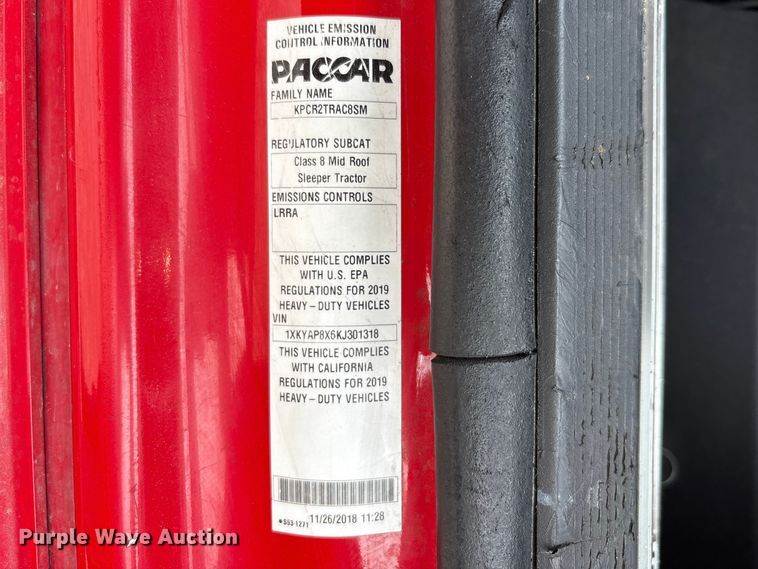 VEHICLE EMISSION
CONTROL INFORMATION
PACCAR
FAMILY NAME
KPCR2TRAC8SM
REGULATORY SUBCAT
Class 8 Mid Roof
Sleeper Tractor
EMISSIONS CONTROLS
LRRA
THIS VEHICLE COMPLIES
WITH U.S. EPA
REGULATIONS FOR 2019
HEAVY-DUTY VEHICLES
VIN
1XKYAP8X6KJ301318
THIS VEHICLE COMPLIES
WITH CALIFORNIA
REGULATIONS FOR 2019
HEAVY-DUTY VEHICLES
S93-1271 11/26/2018 11:28
Purple Wave Auction